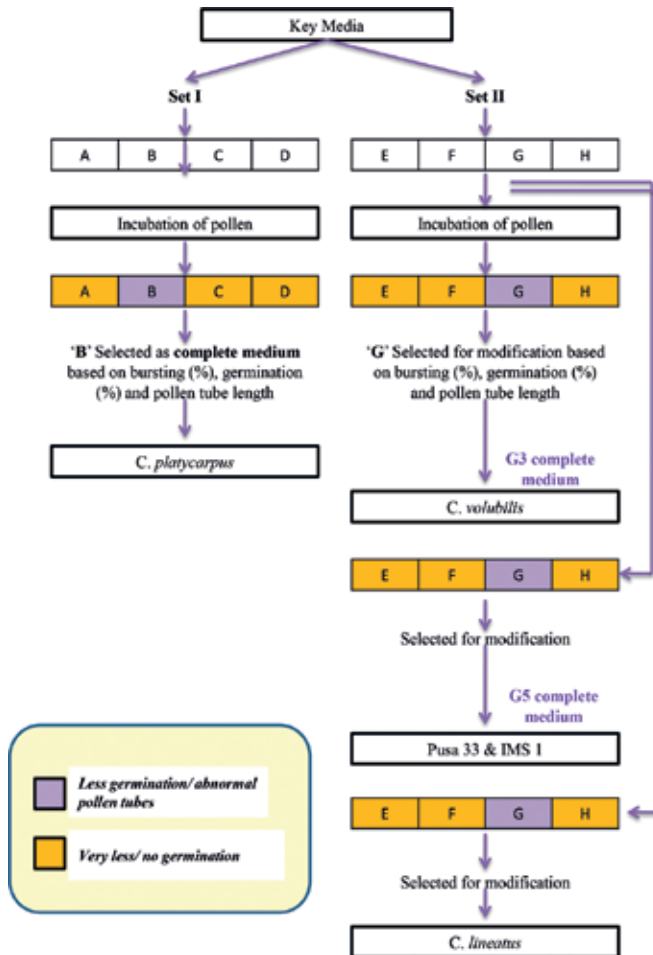 Key Media
Set I
Set II
A B C D
E F G H
Incubation of pollen
Incubation of pollen
A B C D
E F G H
'B' Selected as complete medium
based on bursting (%), germination
(%) and pollen tube length
'G' Selected for modification based
on bursting (%), germination (%)
and pollen tube length
C. platycarpus
G3 complete
medium
C. volubilis
E F G H
Selected for modification
G5 complete
medium
Pusa 33 & IMS 1
Less germination/ abnormal
pollen tubes
Very less/ no germination
E F G H
Selected for modification
C. lineatus